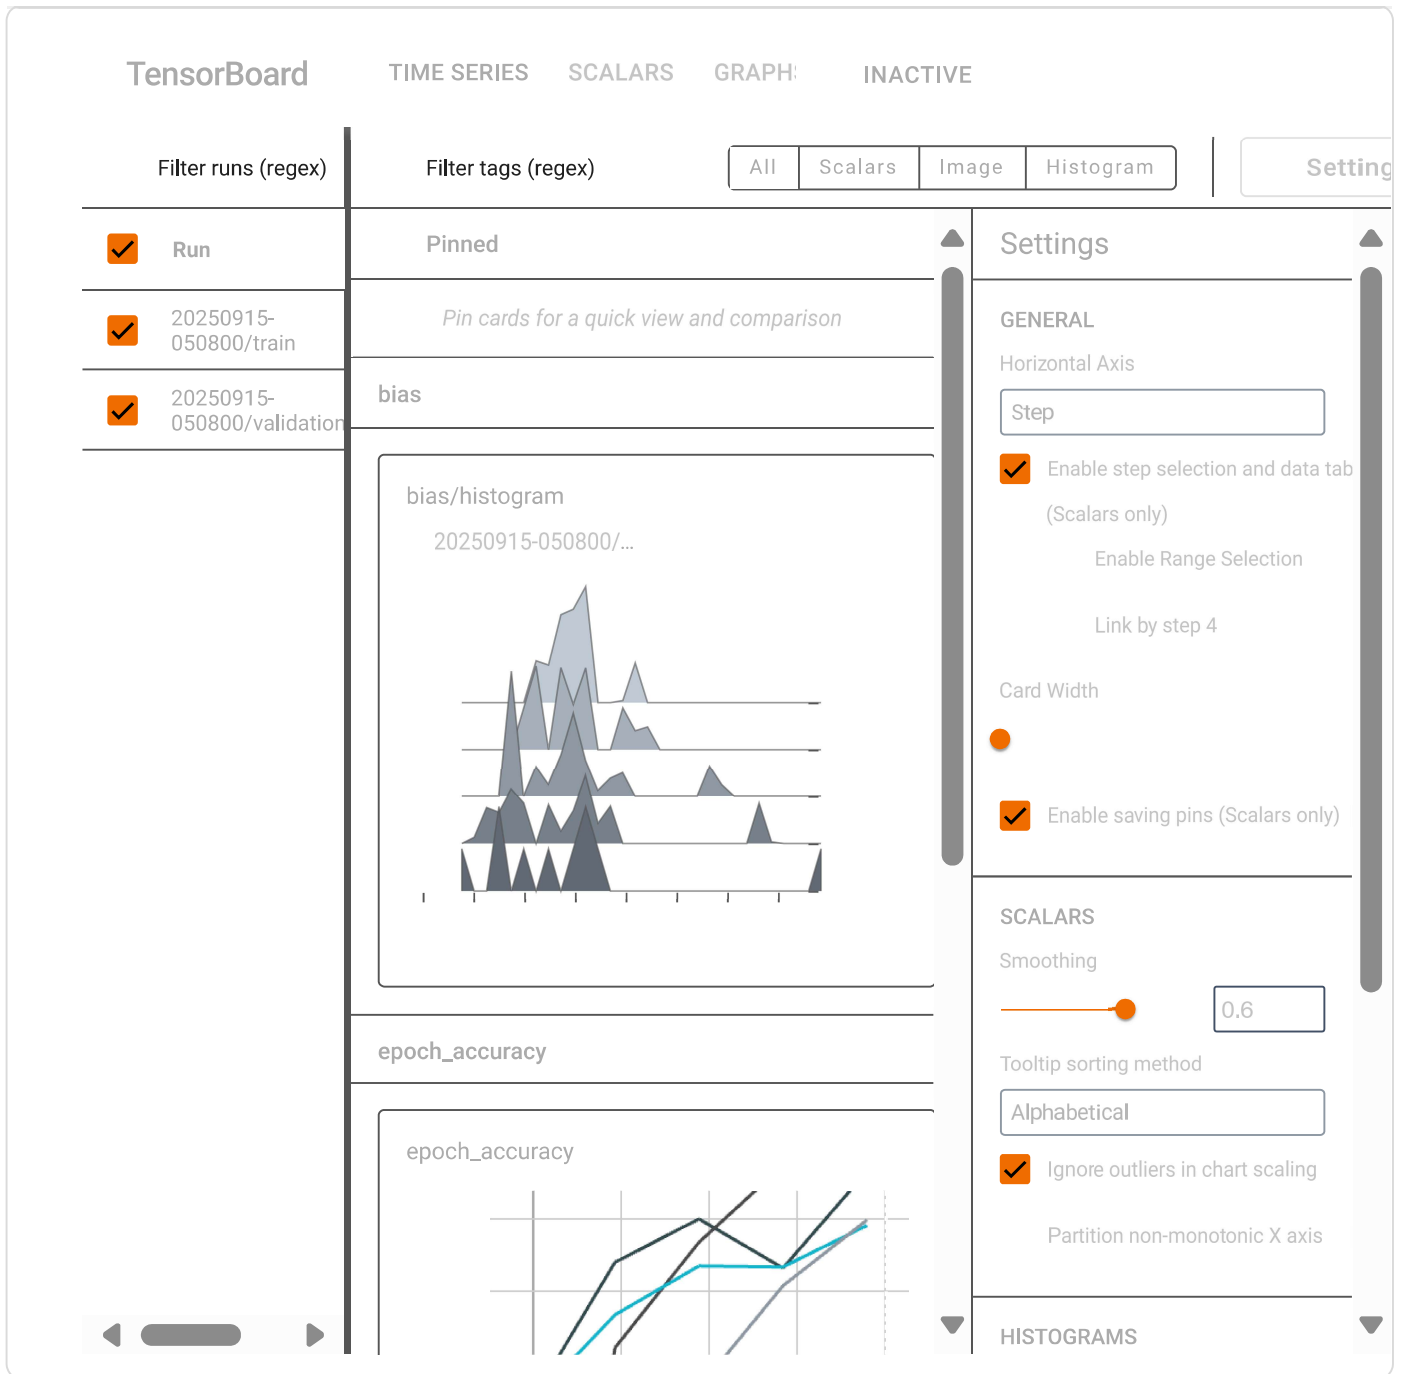 TensorBoard
TIME SERIES
SCALARS
GRAPH
INACTIVE
Filter runs (regex)
Filter tags (regex)
All
Scalars
Image
Histogram
Setting
Run
20250915-
050800/train
20250915-
050800/validation
Pinned
Pin cards for a quick view and comparison
bias
bias/histogram
20250915-050800/...
epoch_accuracy
epoch_accuracy
Settings
GENERAL
Horizontal Axis
Step
Enable step selection and data tab
(Scalars only)
Enable Range Selection
Link by step 4
Card Width
Enable saving pins (Scalars only)
SCALARS
Smoothing
0.6
Tooltip sorting method
Alphabetical
Ignore outliers in chart scaling
Partition non-monotonic X axis
HISTOGRAMS